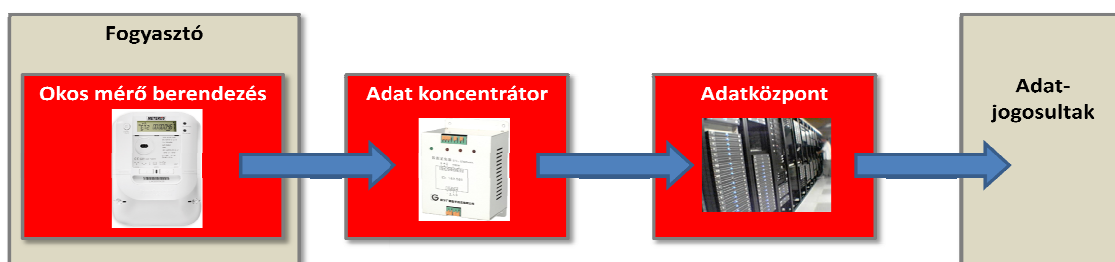 Fogyasztó
Okos mérő berendezés
Adat koncentrátor
Adatközpont
Adat-
jogosultak